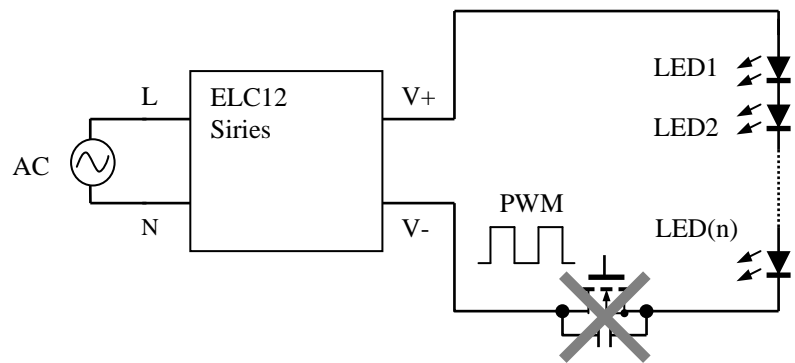 LED1
L
ELC12
V+
Siries
LED2
AC
PWM
N
V-
LED(n)